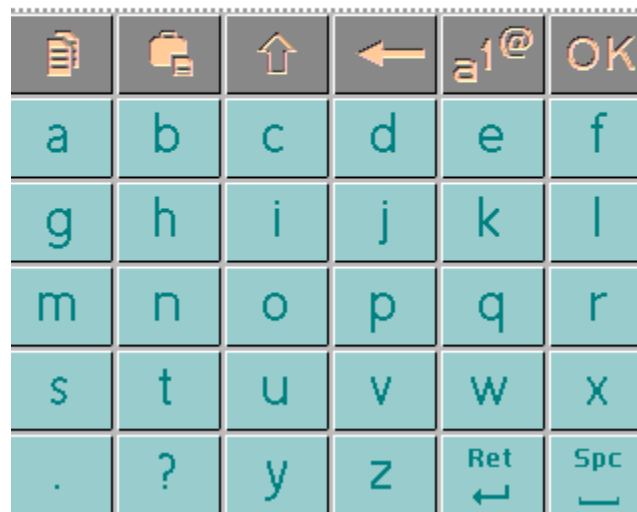 a1@ OK
a b c d e f
g h i j k l
m n o p q r
s t u v w x
. ? y z Ret Spc